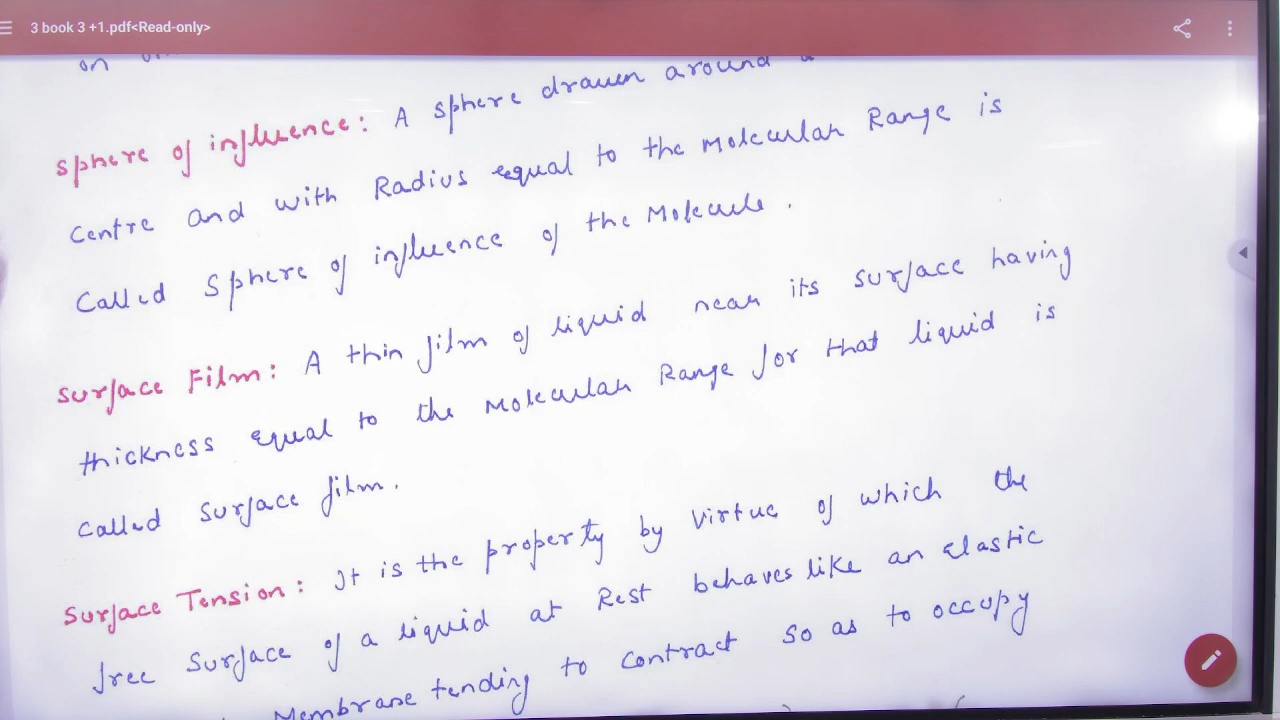 3 book 3 +1.pdf<Read-only>
on
Sphere of influence: A sphere drawn around a
Centre and with Radius equal to the Molecular Range is
Called Sphere of influence of the Molecule.
Surface Film: A thin film of liquid near its surface having
thickness equal to the Molecular Range for that liquid is
Called Surface film.
Surface Tension: It is the property by Virtue of which the
free Surface of a liquid at Rest behaves like an Elastic
Membrane tending to Contract so as to occupy